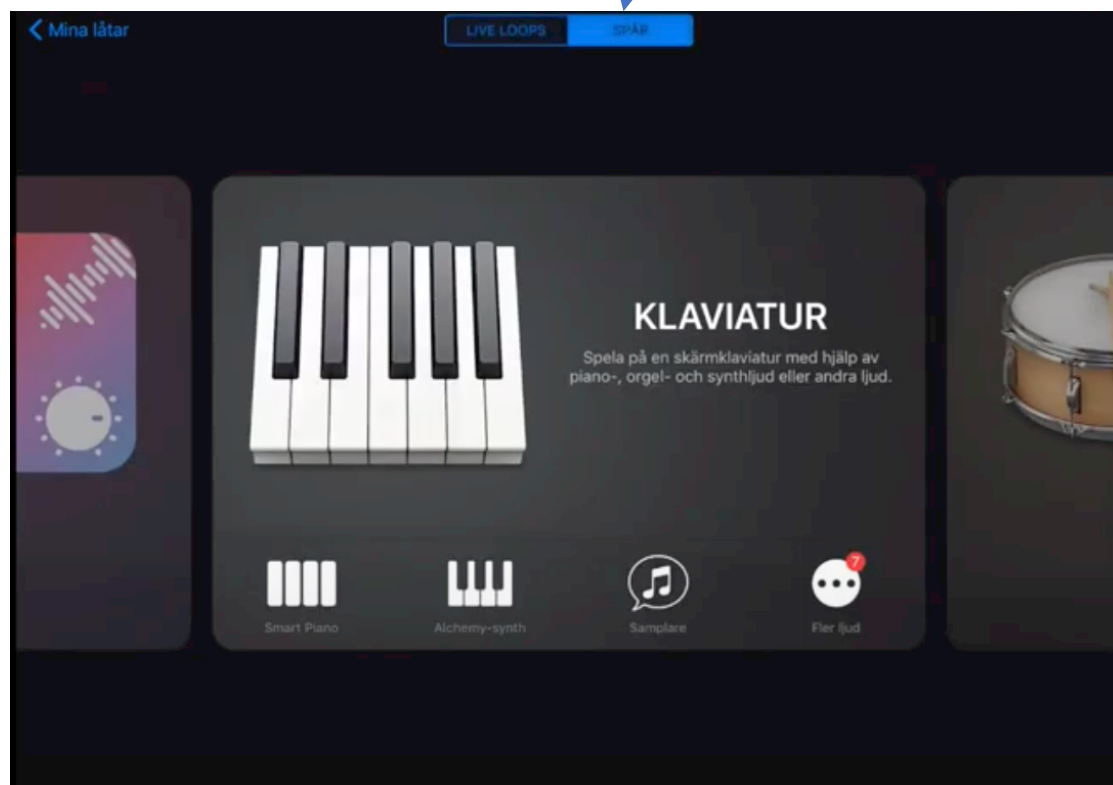 Mina låtar
LIVE LOOPS
SPÅR
KLAVIATUR
Spela på en skärmklaviatur med hjälp av
piano-, orgel- och synthljud eller andra ljud.
7
Smart Piano
Alchemy-synth
Samplare
Fler ljud